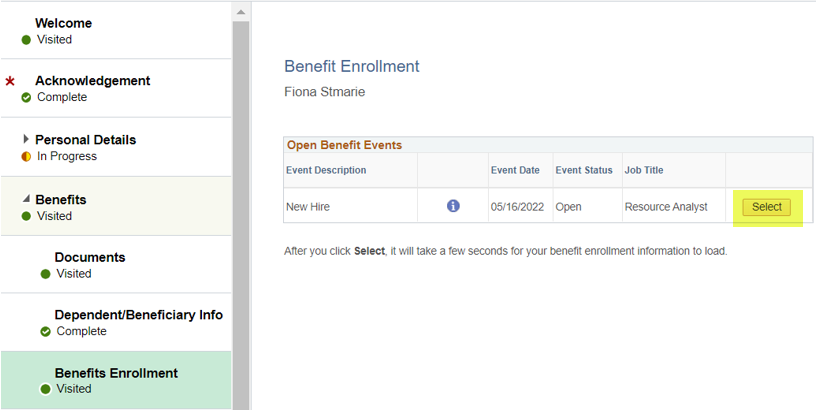 Welcome
Visited
Acknowledgement
Complete
Personal Details
In Progress
Benefits
Visited
Documents
Visited
Dependent/Beneficiary Info
Complete
Benefits Enrollment
Visited
Benefit Enrollment
Fiona Stmarie
Open Benefit Events
Event Description Event Date Event Status Job Title
New Hire 05/16/2022 Open Resource Analyst Select
After you click Select, it will take a few seconds for your benefit enrollment information to load.